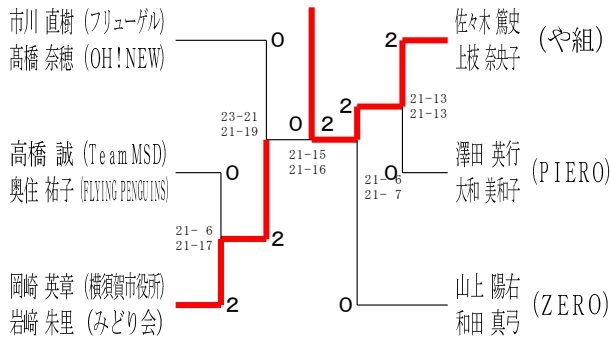 市川 直樹 (フリューゲル)
高橋 奈穂 (OH!NEW)
0
23-21
21-19
高橋 誠 (TeamMSD)
奥住 祐子 (FLYING PENGUINS)
0
21- 6
21-17
2
岡崎 英章 (横須賀市役所)
岩﨑 朱里 (みどり会)
2
0
2
21-15
21-16
佐々木 篤史
上枝 奈央子
(や組)
2
2
21-13
21-13
澤田 英行
大和 美和子
(PIERO)
0
21- 6
21- 7
山上 陽右
和田 真弓
(ZERO)
0